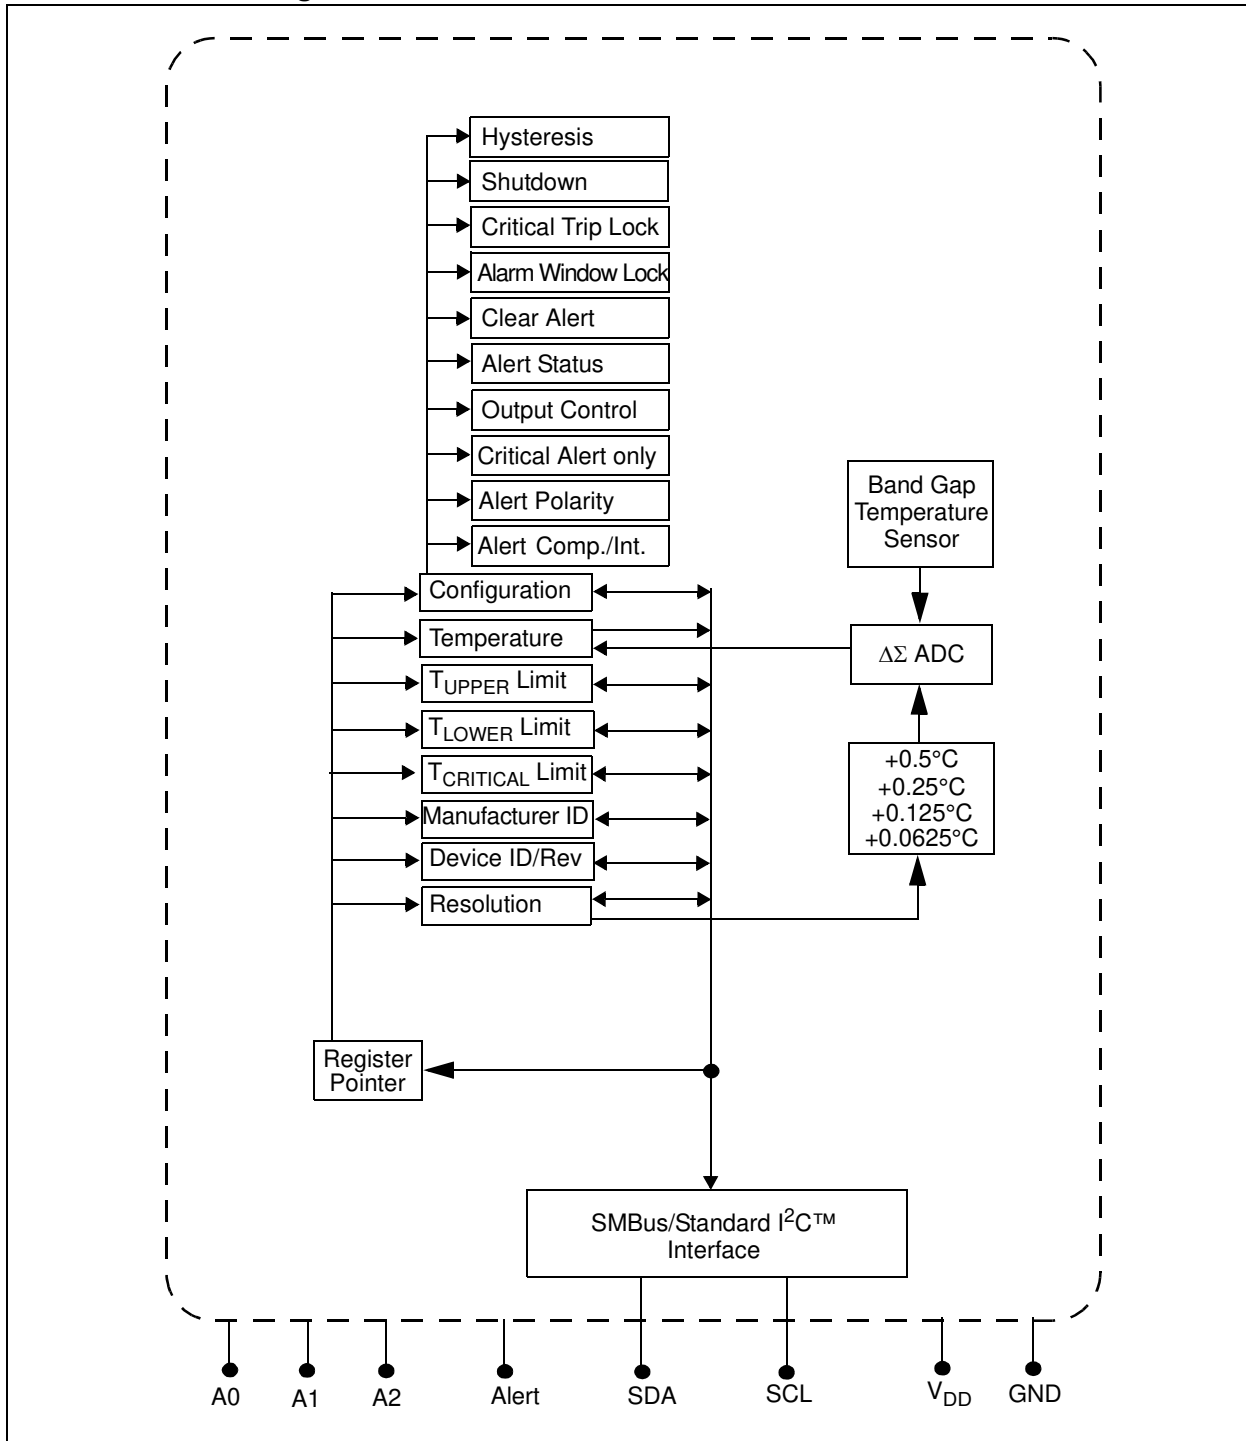 Hysteresis
Shutdown
Critical Trip Lock
Alarm Window Lock
Clear Alert
Alert Status
Output Control
Critical Alert only
Alert Polarity
Alert Comp./Int.
Configuration
Temperature
TUPPER Limit
TLOWER Limit
TCRITICAL Limit
Manufacturer ID
Device ID/Rev
Resolution
Band Gap
Temperature
Sensor
ΔΣ ADC
+0.5°C
+0.25°C
+0.125°C
+0.0625°C
Register
Pointer
SMBus/Standard I²C™
Interface
A0
A1
A2
Alert
SDA
SCL
VDD
GND